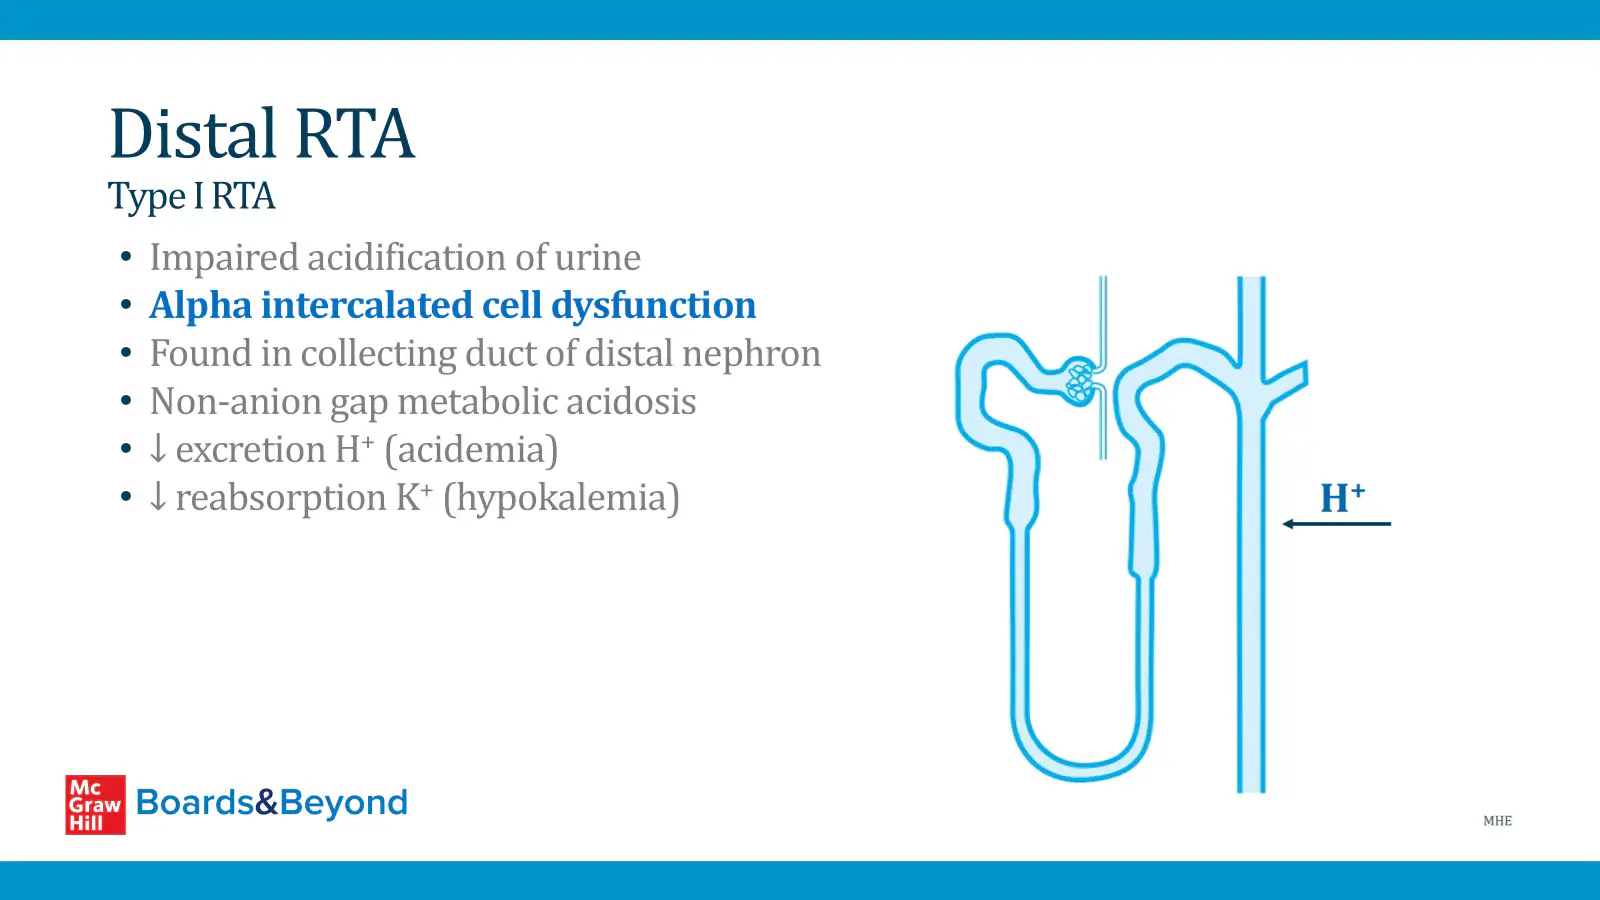 Distal RTA
Type I RTA
• Impaired acidification of urine
• Alpha intercalated cell dysfunction
• Found in collecting duct of distal nephron
• Non-anion gap metabolic acidosis
• ↓ excretion H⁺ (acidemia)
• ↓ reabsorption K⁺ (hypokalemia)
H⁺
Mc
Graw
Hill
Boards&Beyond
MHE